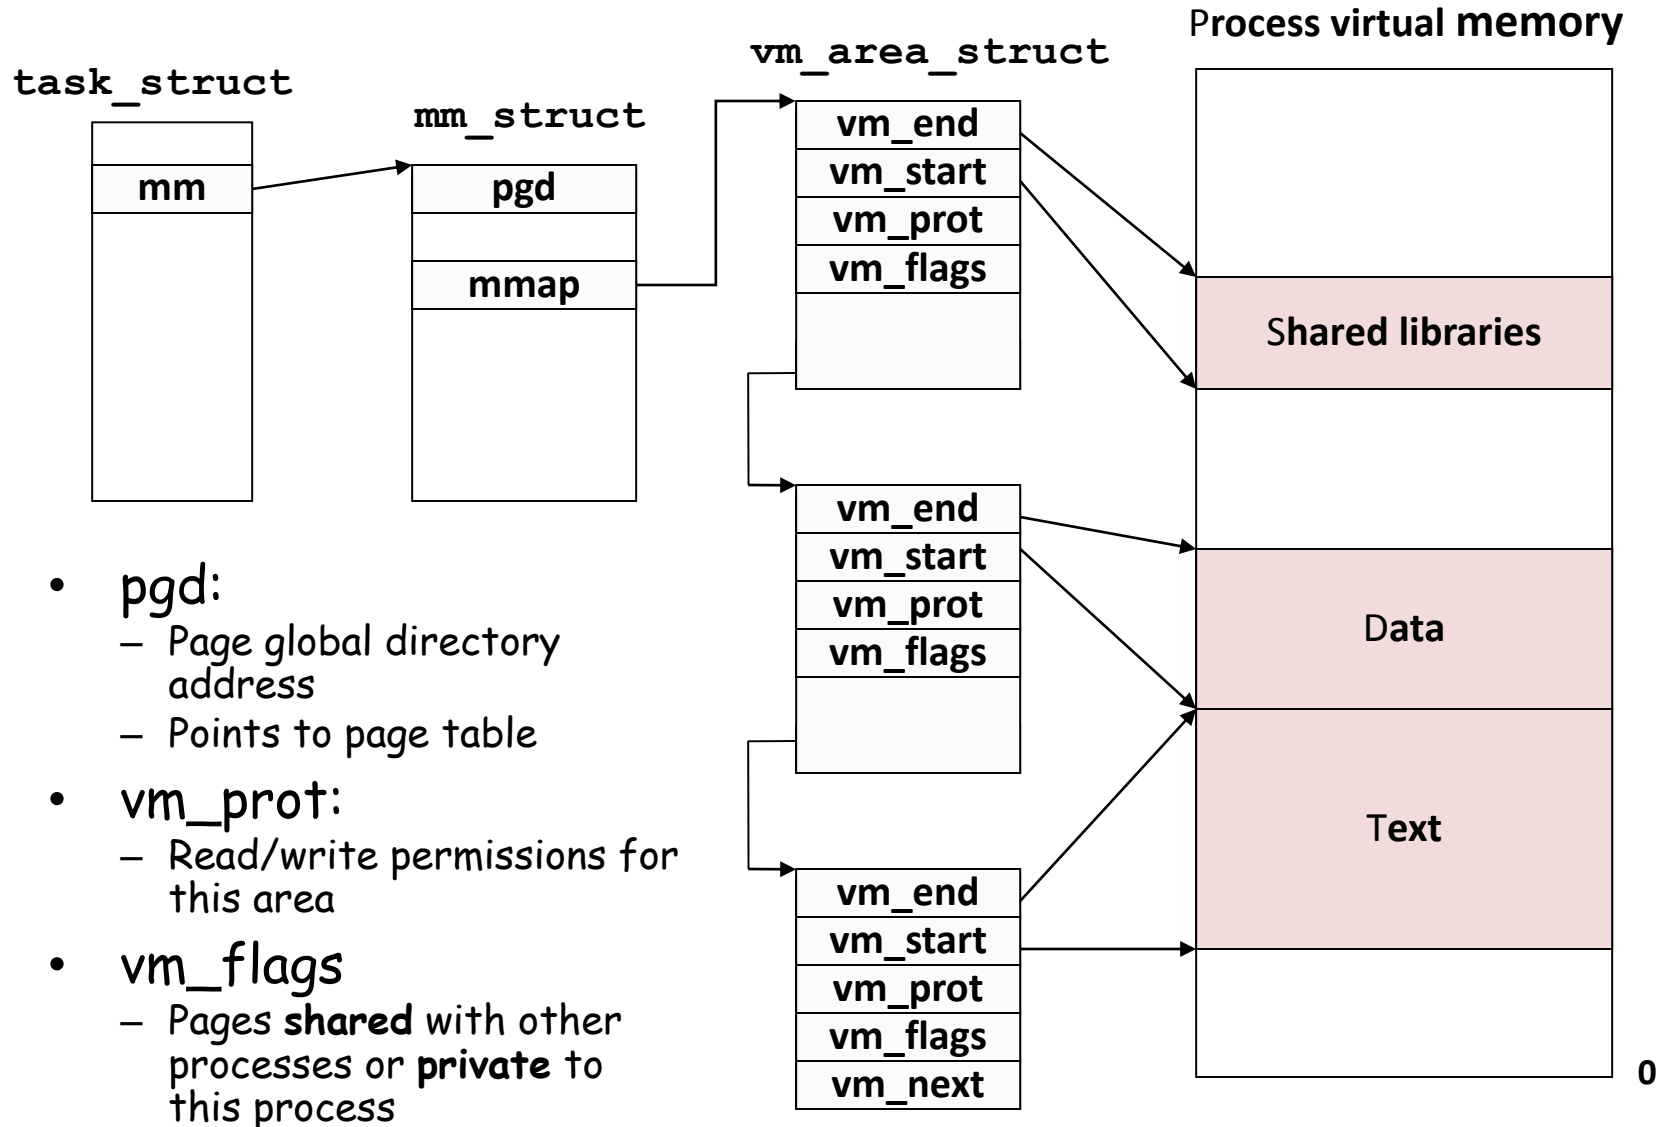 Process virtual memory
vm_area_struct
task_struct
mm_struct
mm
pgd
mmap
vm_end
vm_start
vm_prot
vm_flags
Shared libraries
vm_end
vm_start
vm_prot
vm_flags
Data
Text
vm_end
vm_start
vm_prot
vm_flags
vm_next
0
• pgd:
– Page global directory
address
– Points to page table
• vm_prot:
– Read/write permissions for
this area
• vm_flags
– Pages shared with other
processes or private to
this process